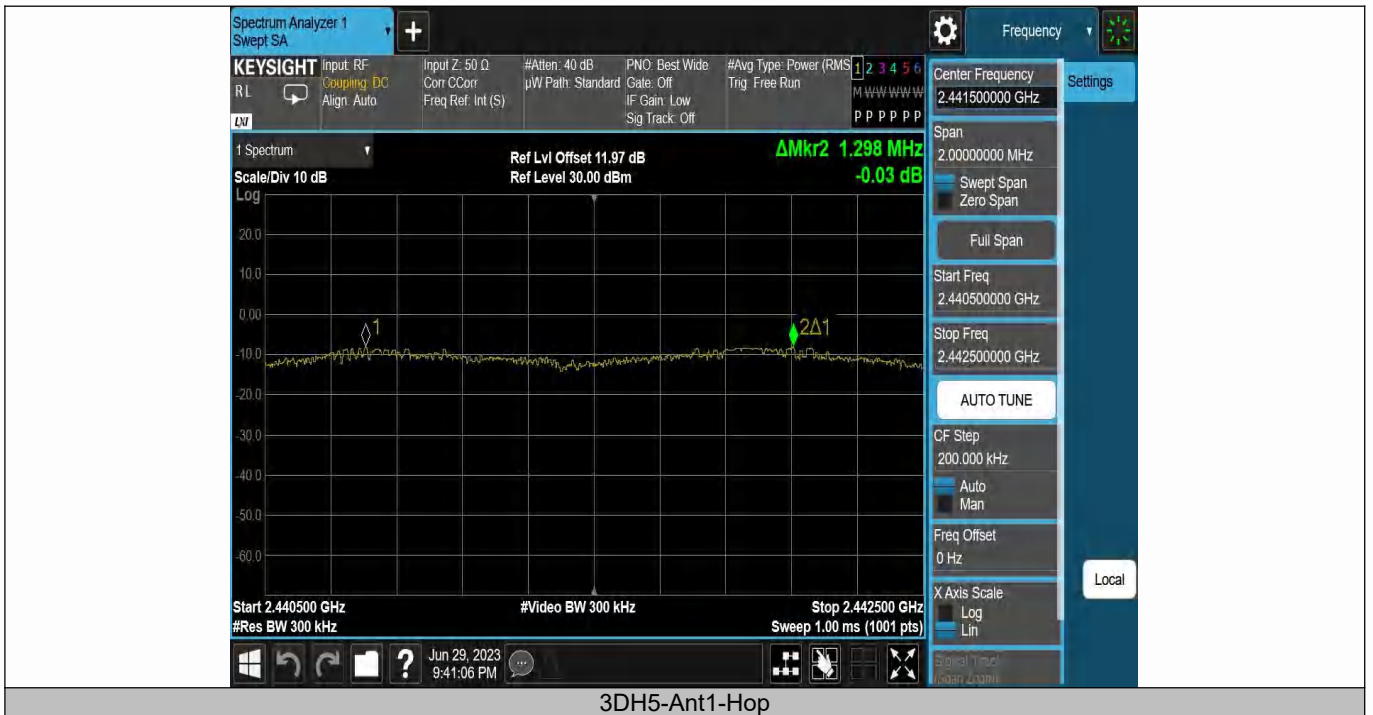 Spectrum Analyzer 1
Swept SA
+
Frequency
KEYSIGHT
RL
LXI
Input: RF
Coupling: DC
Align: Auto
Input Z: 50 Ω
Corr CCorr
Freq Ref: Int (S)
#Atten: 40 dB
µW Path: Standard
PNO: Best Wide
Gate: Off
IF Gain: Low
Sig Track: Off
#Avg Type: Power (RMS
Trig: Free Run
1 2 3 4 5 6
M W W W W W
P P P P P P
Center Frequency
2.441500000 GHz
Settings
Span
2.00000000 MHz
Swept Span
Zero Span
Full Span
Start Freq
2.440500000 GHz
Stop Freq
2.442500000 GHz
AUTO TUNE
CF Step
200.000 kHz
Auto
Man
Freq Offset
0 Hz
X Axis Scale
Log
Lin
Signal Track
(Span Zoom)
Local
1 Spectrum
Scale/Div 10 dB
Log
Ref Lvl Offset 11.97 dB
Ref Level 30.00 dBm
ΔMkr2 1.298 MHz
-0.03 dB
20.0
10.0
0.00
-10.0
-20.0
-30.0
-40.0
-50.0
-60.0
1
2Δ1
Start 2.440500 GHz
#Res BW 300 kHz
#Video BW 300 kHz
Stop 2.442500 GHz
Sweep 1.00 ms (1001 pts)
?
Jun 29, 2023
9:41:06 PM
3DH5-Ant1-Hop